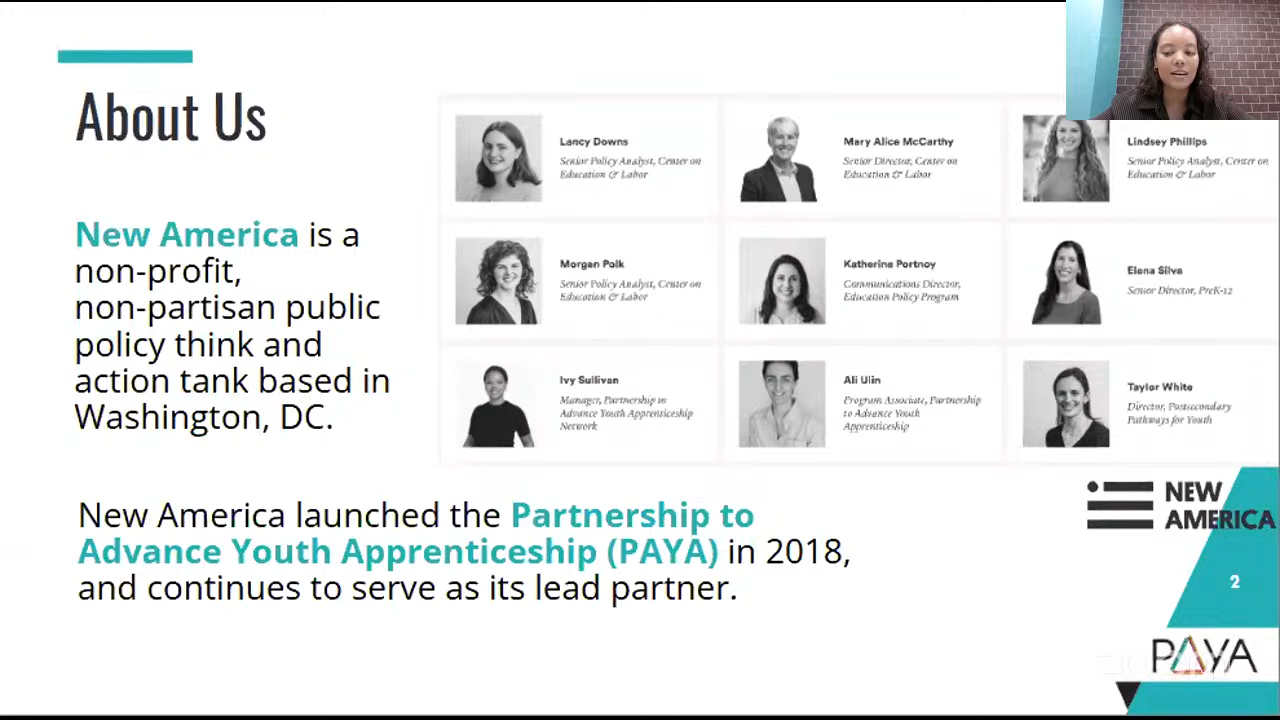 About Us
New America is a
non-profit,
non-partisan public
policy think and
action tank based in
Washington, DC.
Lancy Downs
Senior Policy Analyst, Center on
Education & Labor
Mary Alice McCarthy
Senior Director, Center on
Education & Labor
Lindsey Phillips
Senior Policy Analyst, Center on
Education & Labor
Morgan Polk
Senior Policy Analyst, Center on
Education & Labor
Katherine Portnoy
Communications Director,
Education Policy Program
Elena Silva
Senior Director, PreK-12
Ivy Sullivan
Manager, Partnership to
Advance Youth Apprenticeship
Network
Ali Ulin
Program Associate, Partnership
to Advance Youth
Apprenticeship
Taylor White
Director, Postsecondary
Pathways for Youth
New America launched the Partnership to
Advance Youth Apprenticeship (PAYA) in 2018,
and continues to serve as its lead partner.
NEW
AMERICA
2
PAYA